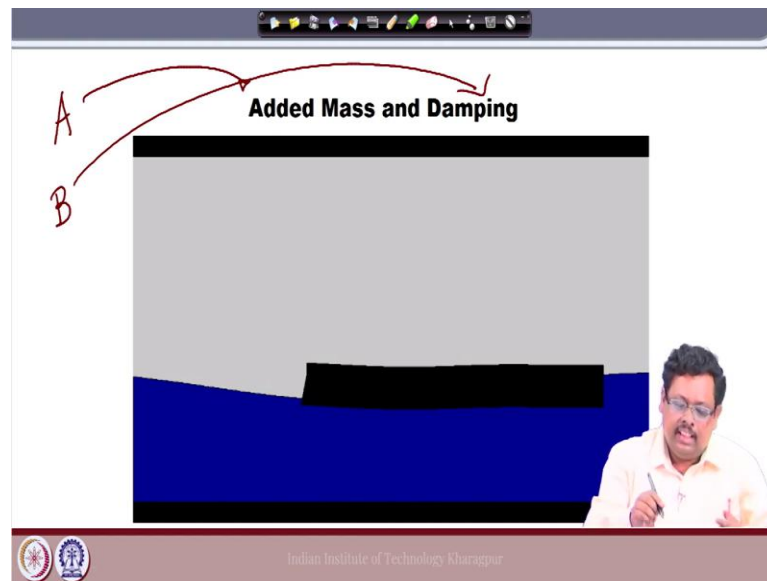 A
Added Mass and Damping
B
Indian Institute of Technology Kharagpur